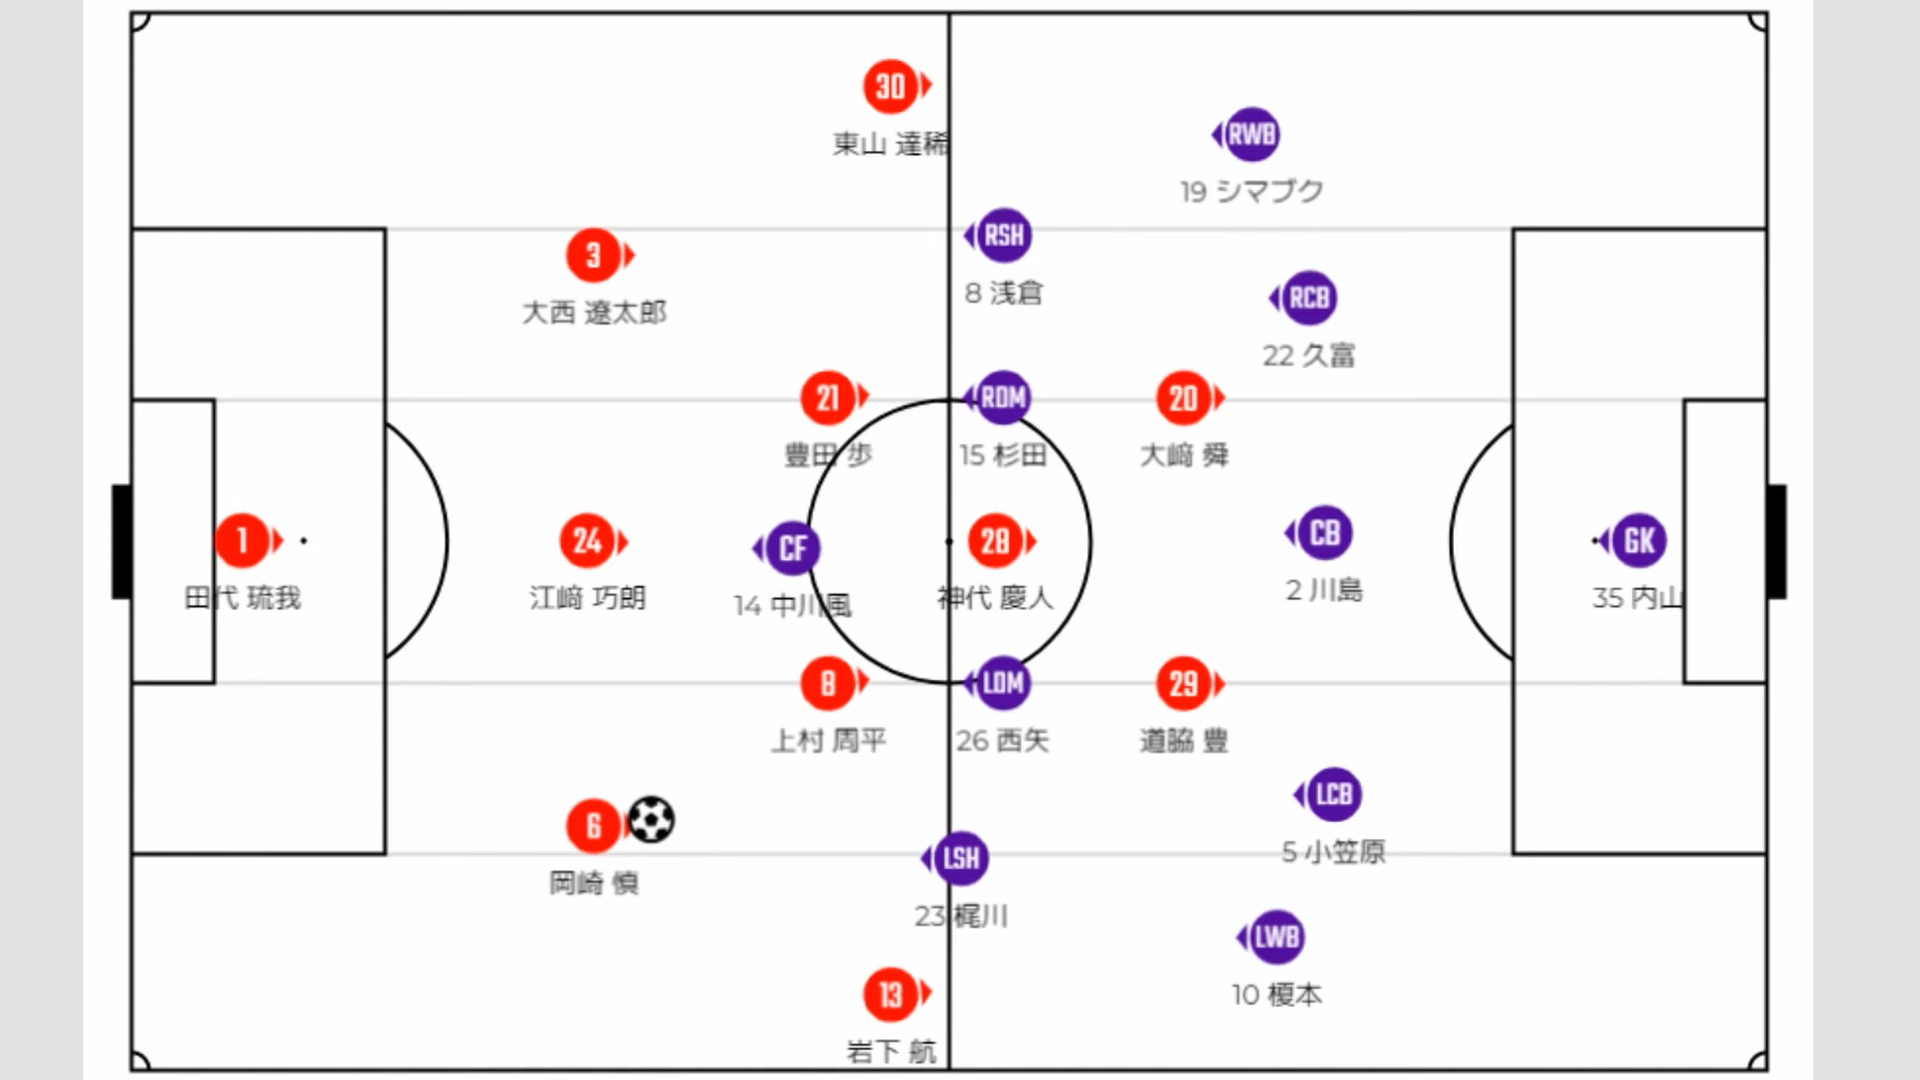 30
東山 達稀
RWB
19 シマブク
3
大西 遼太郎
RSH
8 浅倉
RCB
22 久富
21
豊田 歩
RDM
15 杉田
20
大﨑 舜
1
田代 琉我
24
江﨑 巧朗
CF
14 中川風
28
神代 慶人
CB
2 川島
GK
35 内山
8
上村 周平
LDM
26 西矢
29
道脇 豊
6
岡崎 慎
LSH
23 梶川
LCB
5 小笠原
13
岩下 航
LWB
10 榎本